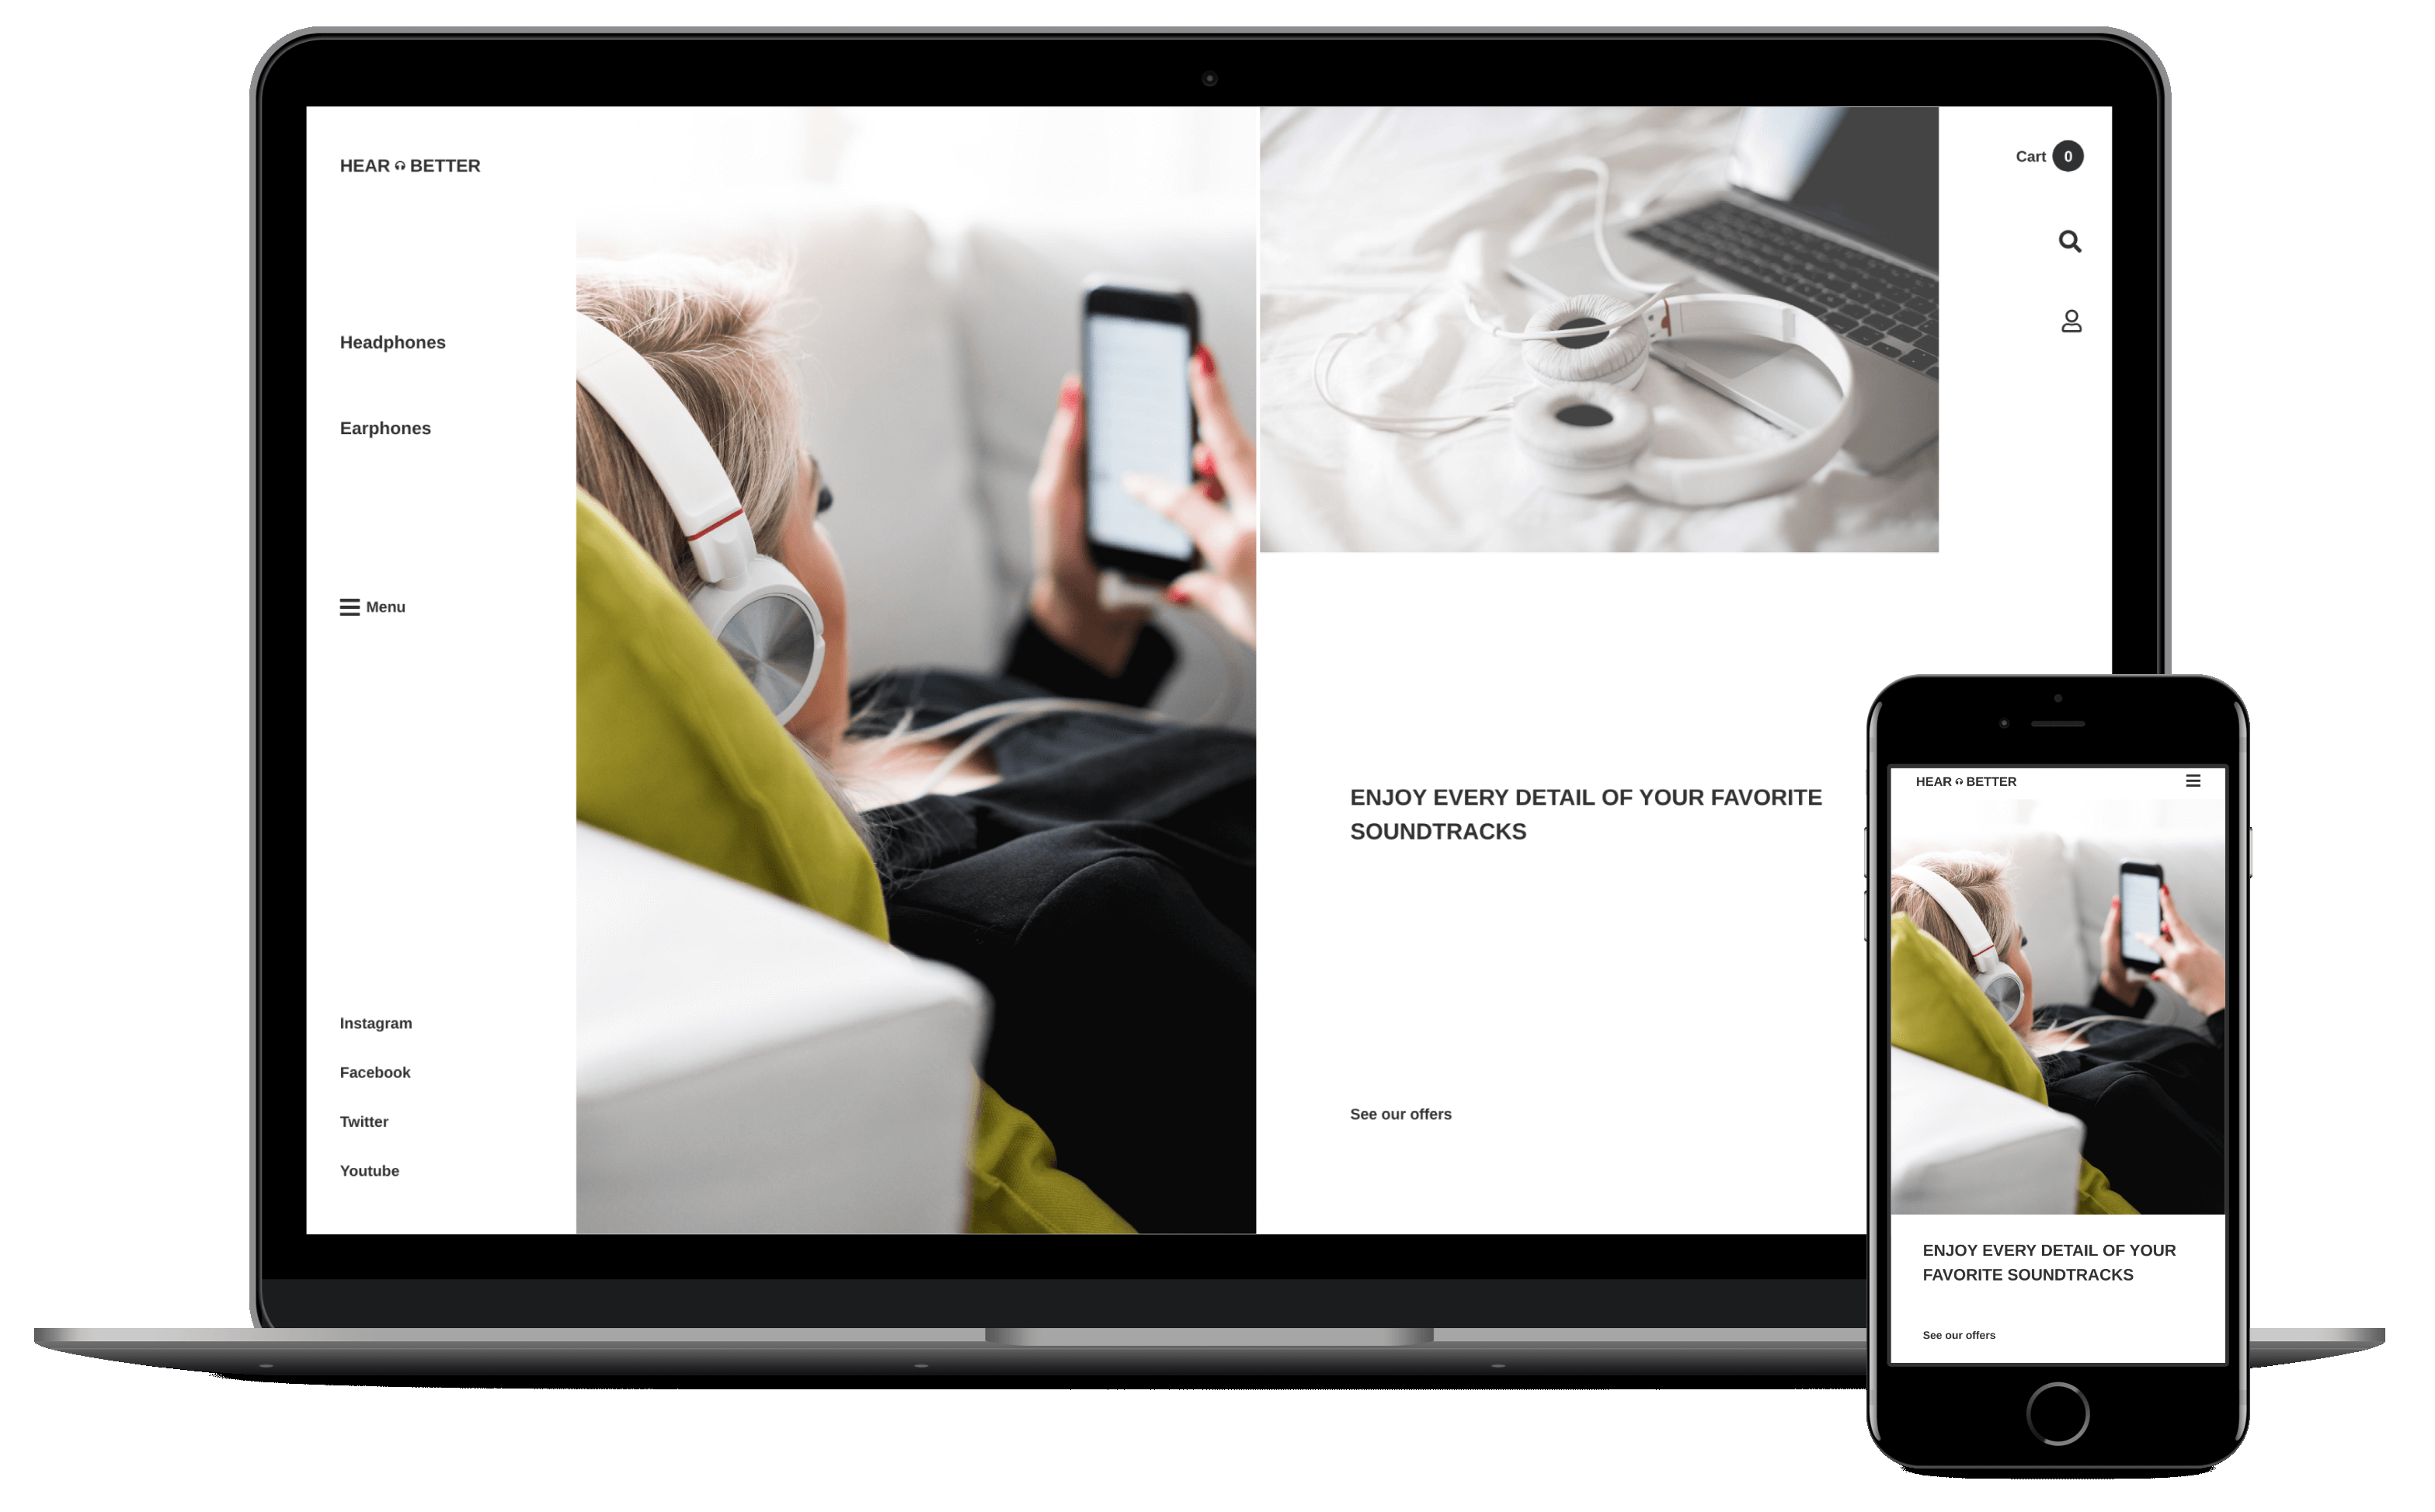 HEAR BETTER
Cart 0
Headphones
Earphones
Menu
Instagram
Facebook
Twitter
Youtube
ENJOY EVERY DETAIL OF YOUR FAVORITE
SOUNDTRACKS
See our offers
HEAR BETTER
ENJOY EVERY DETAIL OF YOUR
FAVORITE SOUNDTRACKS
See our offers